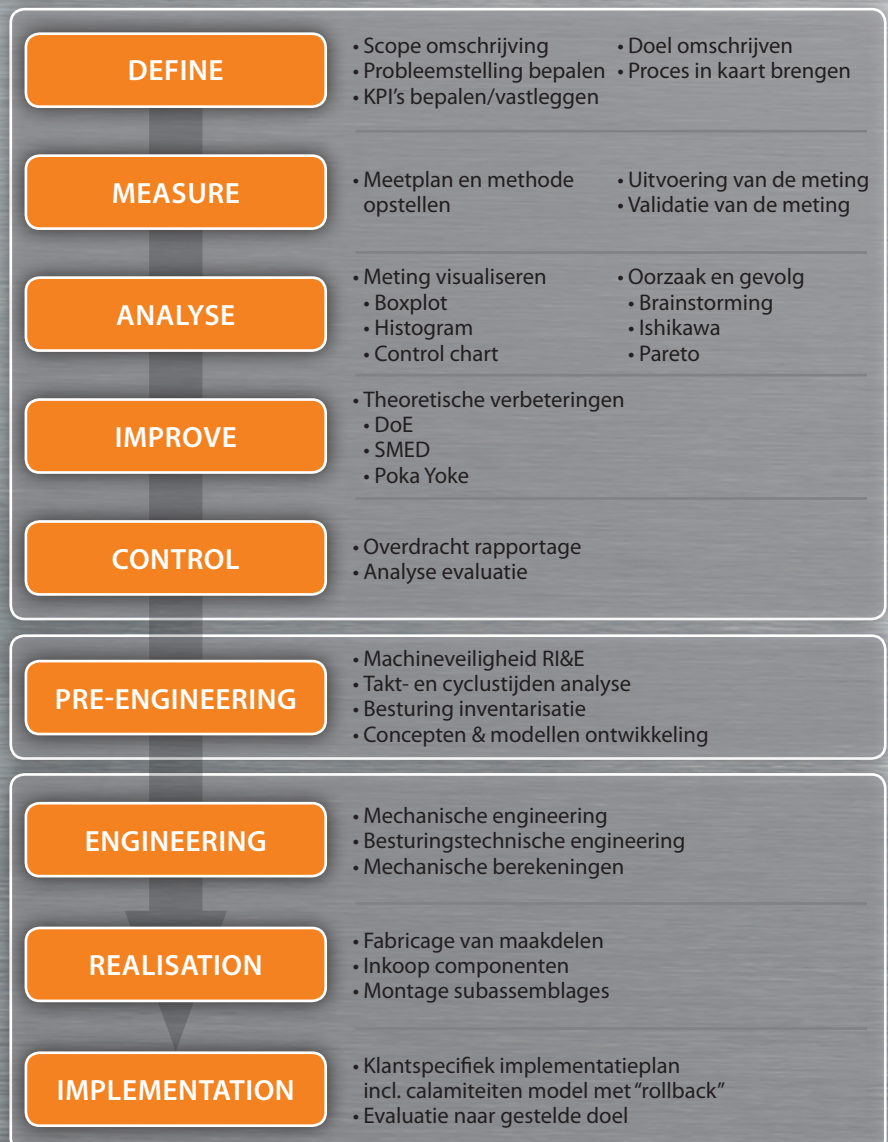 DEFINE
• Scope omschrijving
• Probleemstelling bepalen
• KPI's bepalen/vastleggen
• Doel omschrijven
• Proces in kaart brengen
MEASURE
• Meetplan en methode
opstellen
• Uitvoering van de meting
• Validatie van de meting
ANALYSE
• Meting visualiseren
• Boxplot
• Histogram
• Control chart
• Oorzaak en gevolg
• Brainstorming
• Ishikawa
• Pareto
IMPROVE
• Theoretische verbeteringen
• DoE
• SMED
• Poka Yoke
CONTROL
• Overdracht rapportage
• Analyse evaluatie
PRE-ENGINEERING
• Machineveiligheid RI&E
• Takt- en cyclustijden analyse
• Besturing inventarisatie
• Concepten & modellen ontwikkeling
ENGINEERING
• Mechanische engineering
• Besturingstechnische engineering
• Mechanische berekeningen
REALISATION
• Fabricage van maakdelen
• Inkoop componenten
• Montage subassemblages
IMPLEMENTATION
• Klantspecifiek implementatieplan
incl. calamiteiten model met “rollback”
• Evaluatie naar gestelde doel